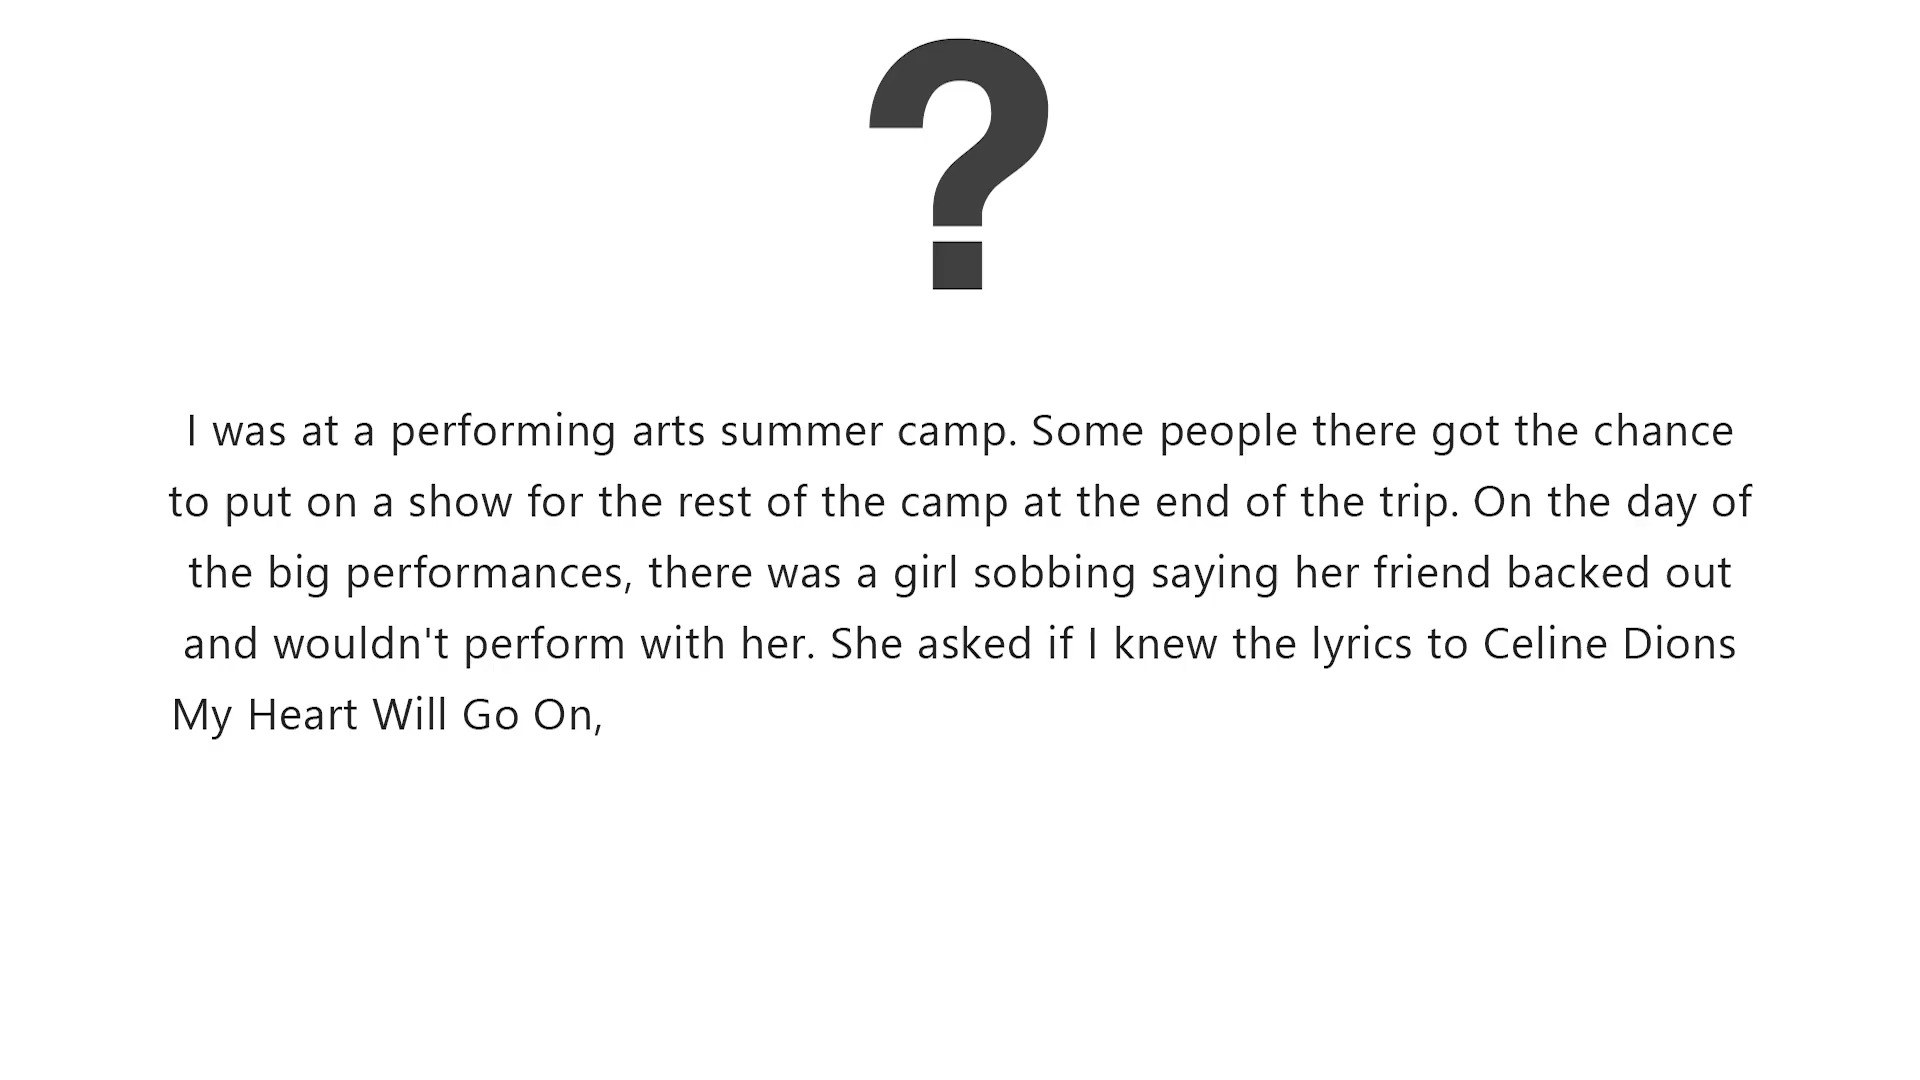 ?
I was at a performing arts summer camp. Some people there got the chance
to put on a show for the rest of the camp at the end of the trip. On the day of
the big performances, there was a girl sobbing saying her friend backed out
and wouldn't perform with her. She asked if I knew the lyrics to Celine Dions
My Heart Will Go On,